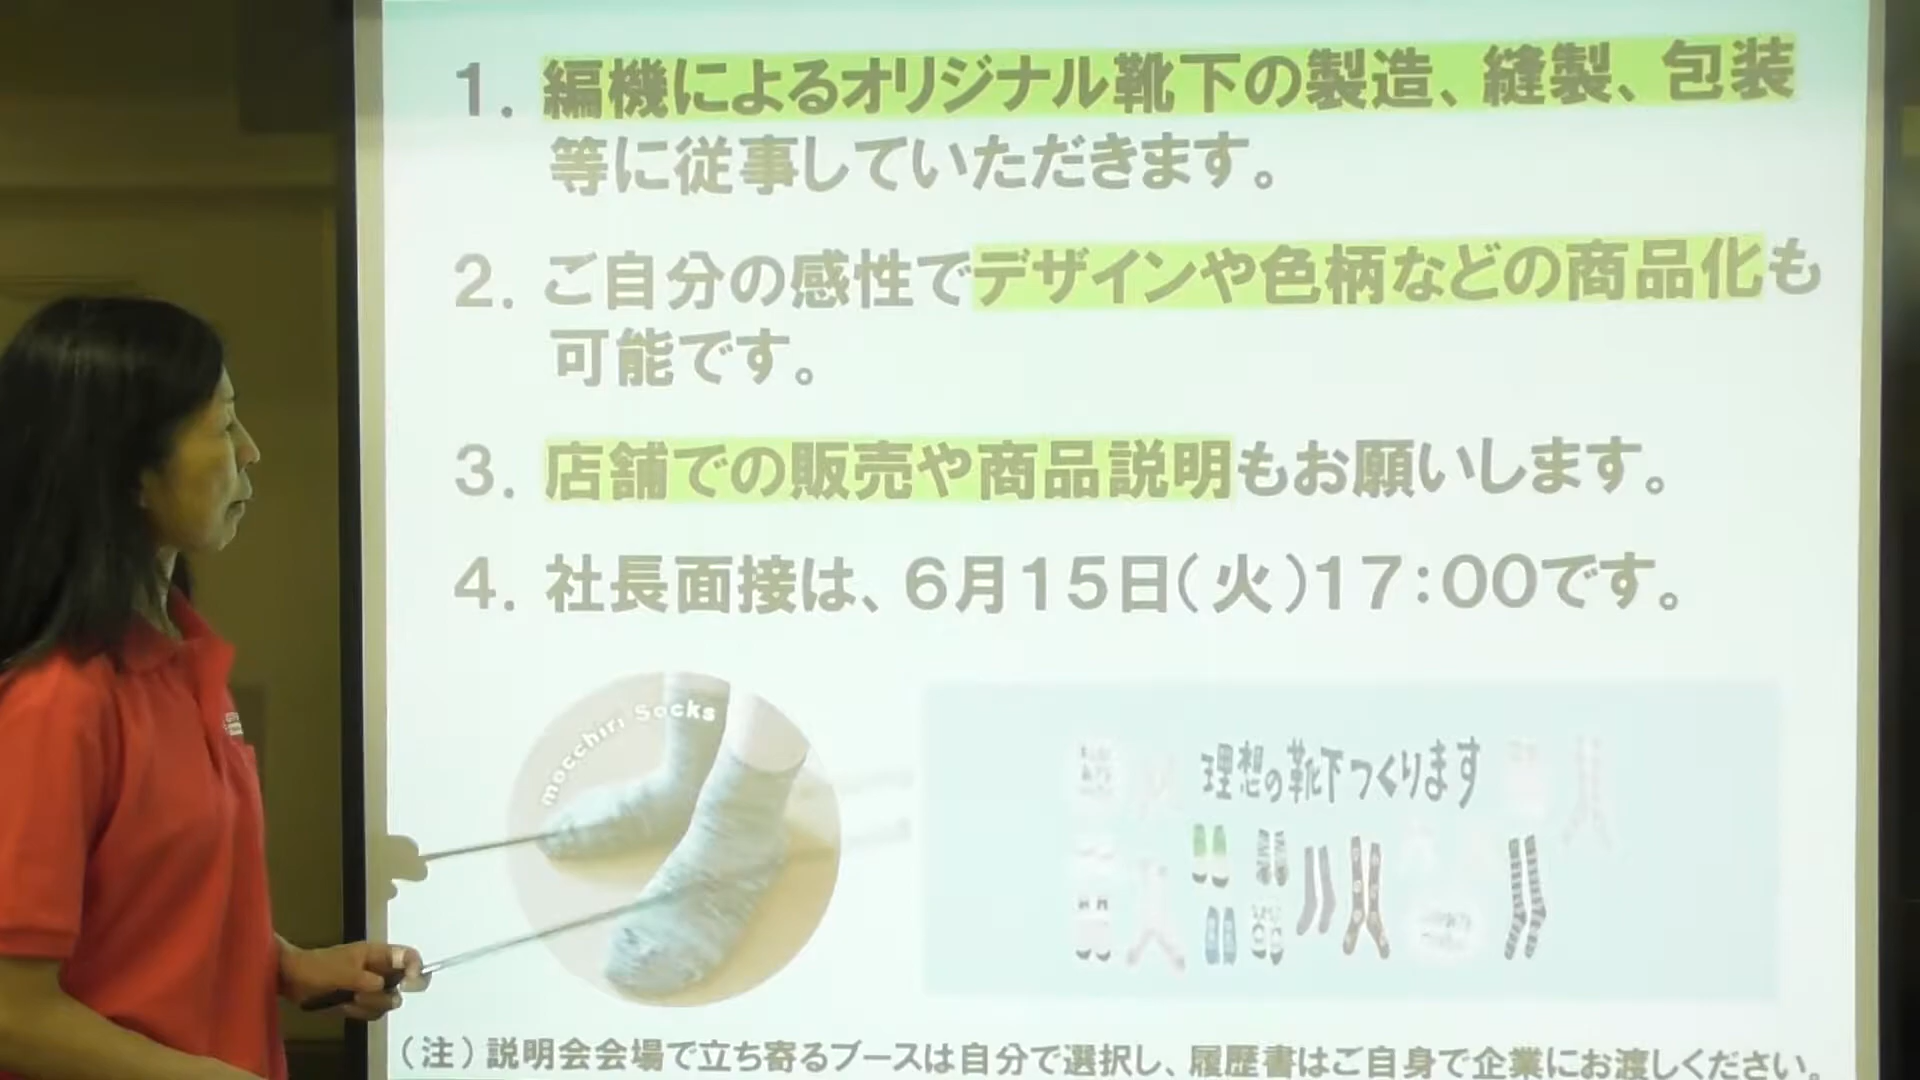 1. 編機によるオリジナル靴下の製造、縫製、包装
等に従事していただきます。
2. ご自分の感性でデザインや色柄などの商品化も
可能です。
3. 店舗での販売や商品説明もお願いします。
4. 社長面接は、6月15日(火)17:00です。
mocchiri Socks
理想の靴下つくります
(注)説明会会場で立ち寄るブースは自分で選択し、履歴書はご自身で企業にお渡しください。